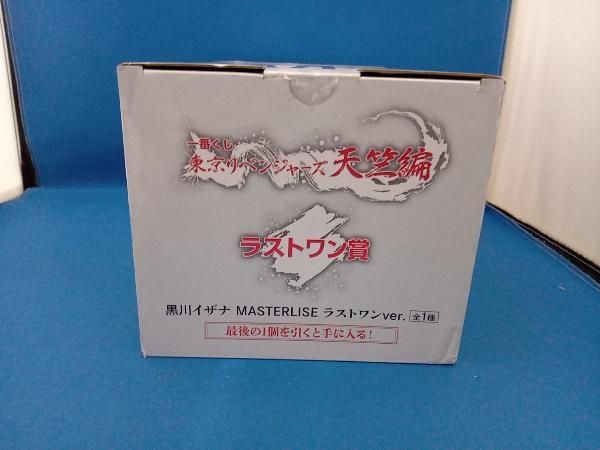 一番くじ
東京リベンジャーズ 天竺編
ラストワン賞
黒川イザナ MASTERLISE ラストワンver. 全1種
最後の1個を引くと手に入る!